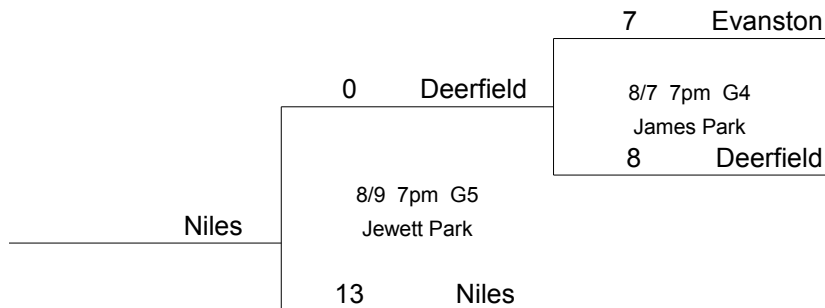 7 Evanston
0 Deerfield
8/7 7pm G4
James Park
8 Deerfield
8/9 7pm G5
Niles
Jewett Park
13 Niles